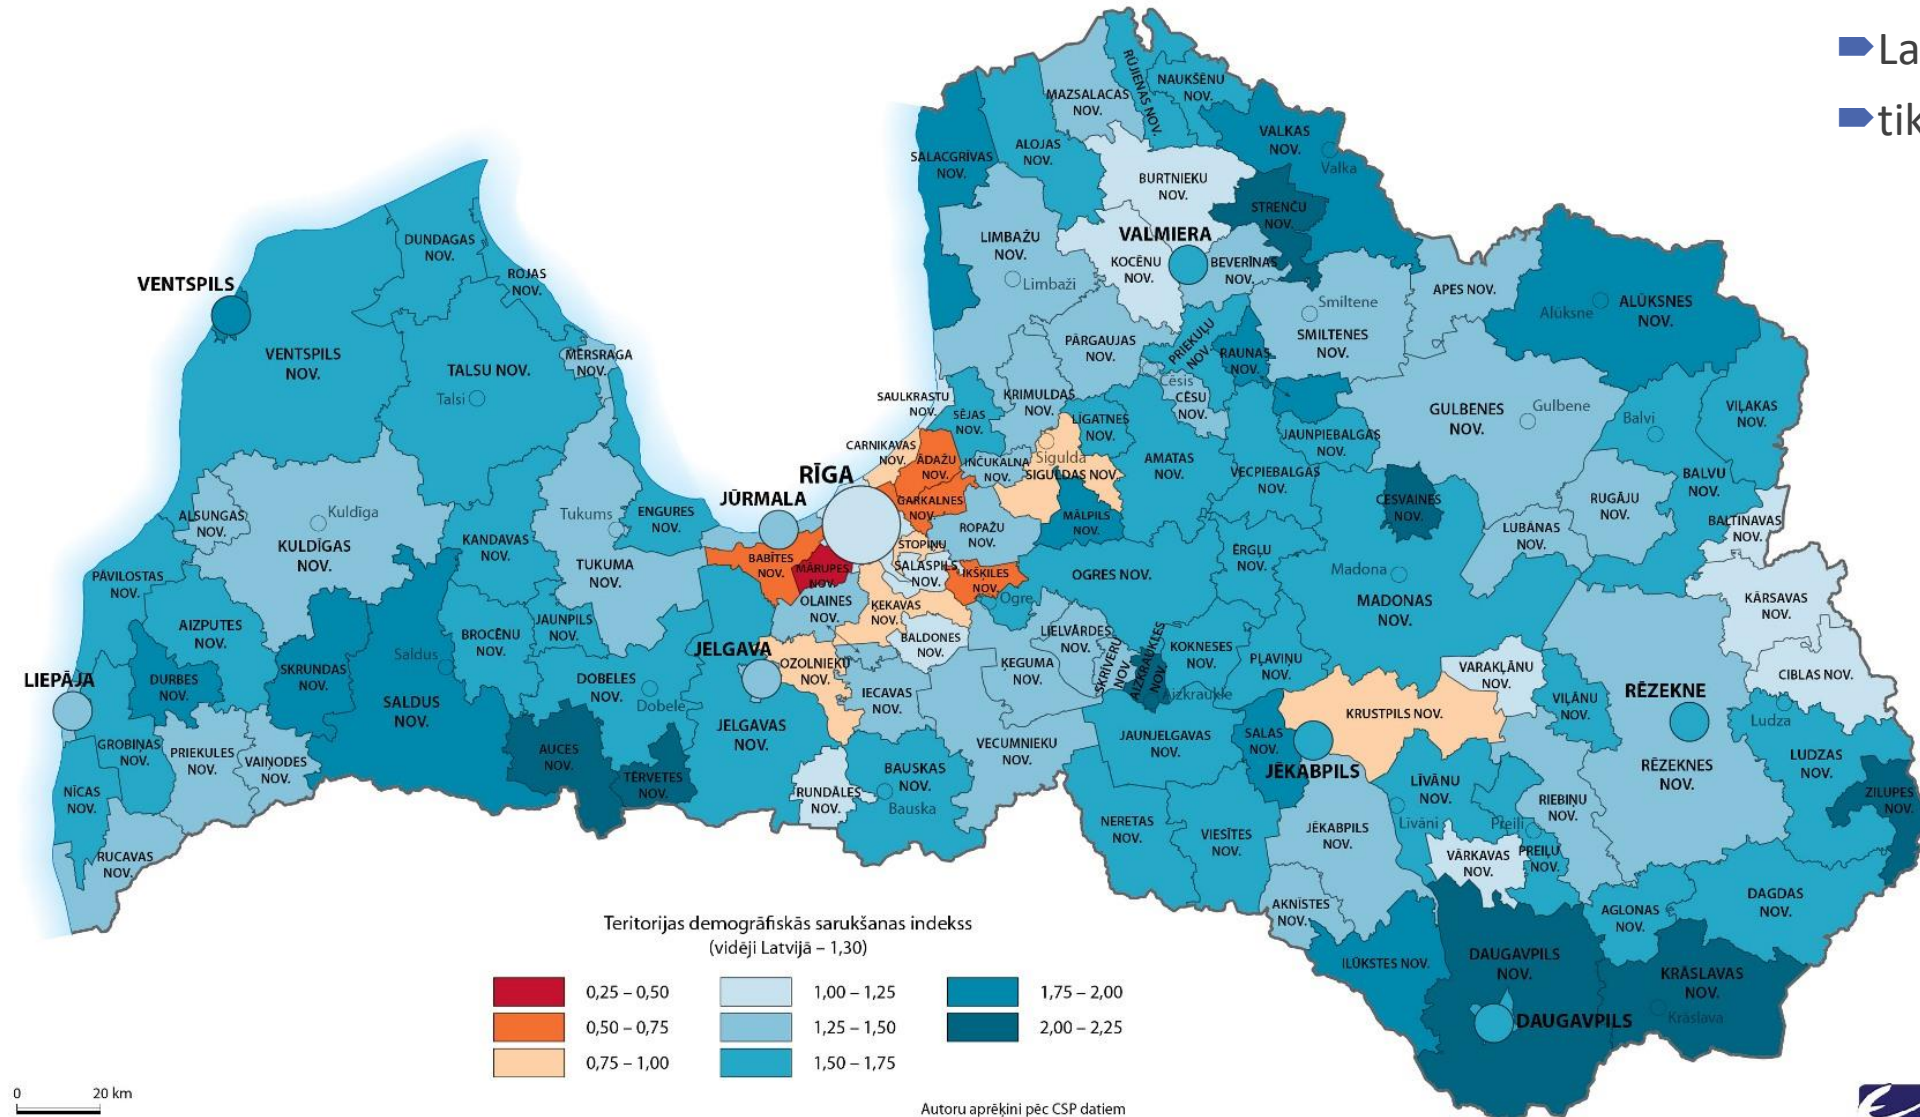 La
tik
RŪJIENAS NOV.
NAUKŠĒNU
NOV.
MAZSALACAS
NOV.
VALKAS
NOV.
Valka
SALACGRĪVAS
NOV.
ALOJAS
NOV.
BURTNIEKU
NOV.
STRENČU
NOV.
VALMIERA
LIMBAŽU
NOV.
Limbaži
KOCĒNU
NOV.
BEVERĪNAS
NOV.
DUNDAGAS
NOV.
ROJAS
NOV.
VENTSPILS
VENTSPILS
NOV.
TALSU NOV.
Talsi
MĒRSRAGA
NOV.
APES NOV.
Smiltene
SMILTENES
NOV.
Alūksne
ALŪKSNES
NOV.
PĀRGAUJAS
NOV.
PRIEKUĻU
NOV.
RAUNAS
NOV.
Cēsis
CĒSU
NOV.
SAULKRASTU
NOV.
SĒJAS
NOV.
KRIMULDAS
NOV.
LĪGATNES
NOV.
GULBENES
NOV.
Gulbene
Balvi
VIĻAKAS
NOV.
CARNIKAVAS
NOV.
ĀDAŽU
NOV.
INČUKALNA
NOV.
Sigulda
SIGULDAS NOV.
AMATAS
NOV.
JAUNPIEBALGAS
NOV.
VECPIEBALGAS
NOV.
BALVU
NOV.
RĪGA
JŪRMALA
GARKALNES
NOV.
ROPAŽU
NOV.
MĀLPILS
NOV.
CESVAINES
NOV.
RUGĀJU
NOV.
LUBĀNAS
NOV.
BALTINAVAS
NOV.
ALSUNGAS
NOV.
Kuldīga
KULDĪGAS
NOV.
Tukums
ENGURES
NOV.
KANDAVAS
NOV.
TUKUMA
NOV.
BABĪTES
NOV.
MĀRUPES
NOV.
STOPIŅU
SALASPILS
NOV.
IKŠĶILES
NOV.
Ogre
OGRES NOV.
ĒRGĻU
NOV.
Madona
MADONAS
NOV.
KĀRSAVAS
NOV.
PĀVILOSTAS
NOV.
AIZPUTES
NOV.
BROCĒNU
NOV.
JAUNPILS
NOV.
OLAINES
NOV.
ĶEKAVAS
NOV.
BALDONES
NOV.
LIELVĀRDES
NOV.
ĶEGUMA
NOV.
SKRĪVERU
NOV.
AIZKRAUKLES
NOV.
Aizkraukle
KOKNESES
NOV.
PĻAVIŅU
NOV.
VARAKĻĀNU
NOV.
CIBLAS NOV.
LIEPĀJA
DURBES
NOV.
SKRUNDAS
NOV.
Saldus
SALDUS
NOV.
DOBELES
NOV.
Dobele
JELGAVA
OZOLNIEKU
NOV.
JELGAVAS
NOV.
IECAVAS
NOV.
VECUMNIEKU
NOV.
JAUNJELGAVAS
NOV.
SALAS
NOV.
KRUSTPILS NOV.
JĒKABPILS
VIĻĀNU
NOV.
RĒZEKNE
RĒZEKNES
NOV.
Ludza
LUDZAS
NOV.
ZILUPES
NOV.
GROBIŅAS
NOV.
PRIEKULES
NOV.
VAIŅODES
NOV.
AUCES
NOV.
TĒRVETES
NOV.
RUNDĀLES
NOV.
BAUSKAS
NOV.
Bauska
NĪCAS
NOV.
RUCAVAS
NOV.
NERETAS
NOV.
VIESĪTES
NOV.
JĒKABPILS
NOV.
LĪVĀNU
NOV.
Līvāni
Preiļi
RIEBIŅU
NOV.
VĀRKAVAS
NOV.
PREIĻU
NOV.
AKNĪSTES
NOV.
AGLONAS
NOV.
DAGDAS
NOV.
ILŪKSTES NOV.
DAUGAVPILS
NOV.
KRĀSLAVAS
NOV.
Krāslava
DAUGAVPILS
Teritorijas demogrāfiskās sarukšanas indekss
(vidēji Latvijā – 1,30)
0,25 – 0,50
0,50 – 0,75
0,75 – 1,00
1,00 – 1,25
1,25 – 1,50
1,50 – 1,75
1,75 – 2,00
2,00 – 2,25
0 20 km
Autoru aprēķini pēc CSP datiem